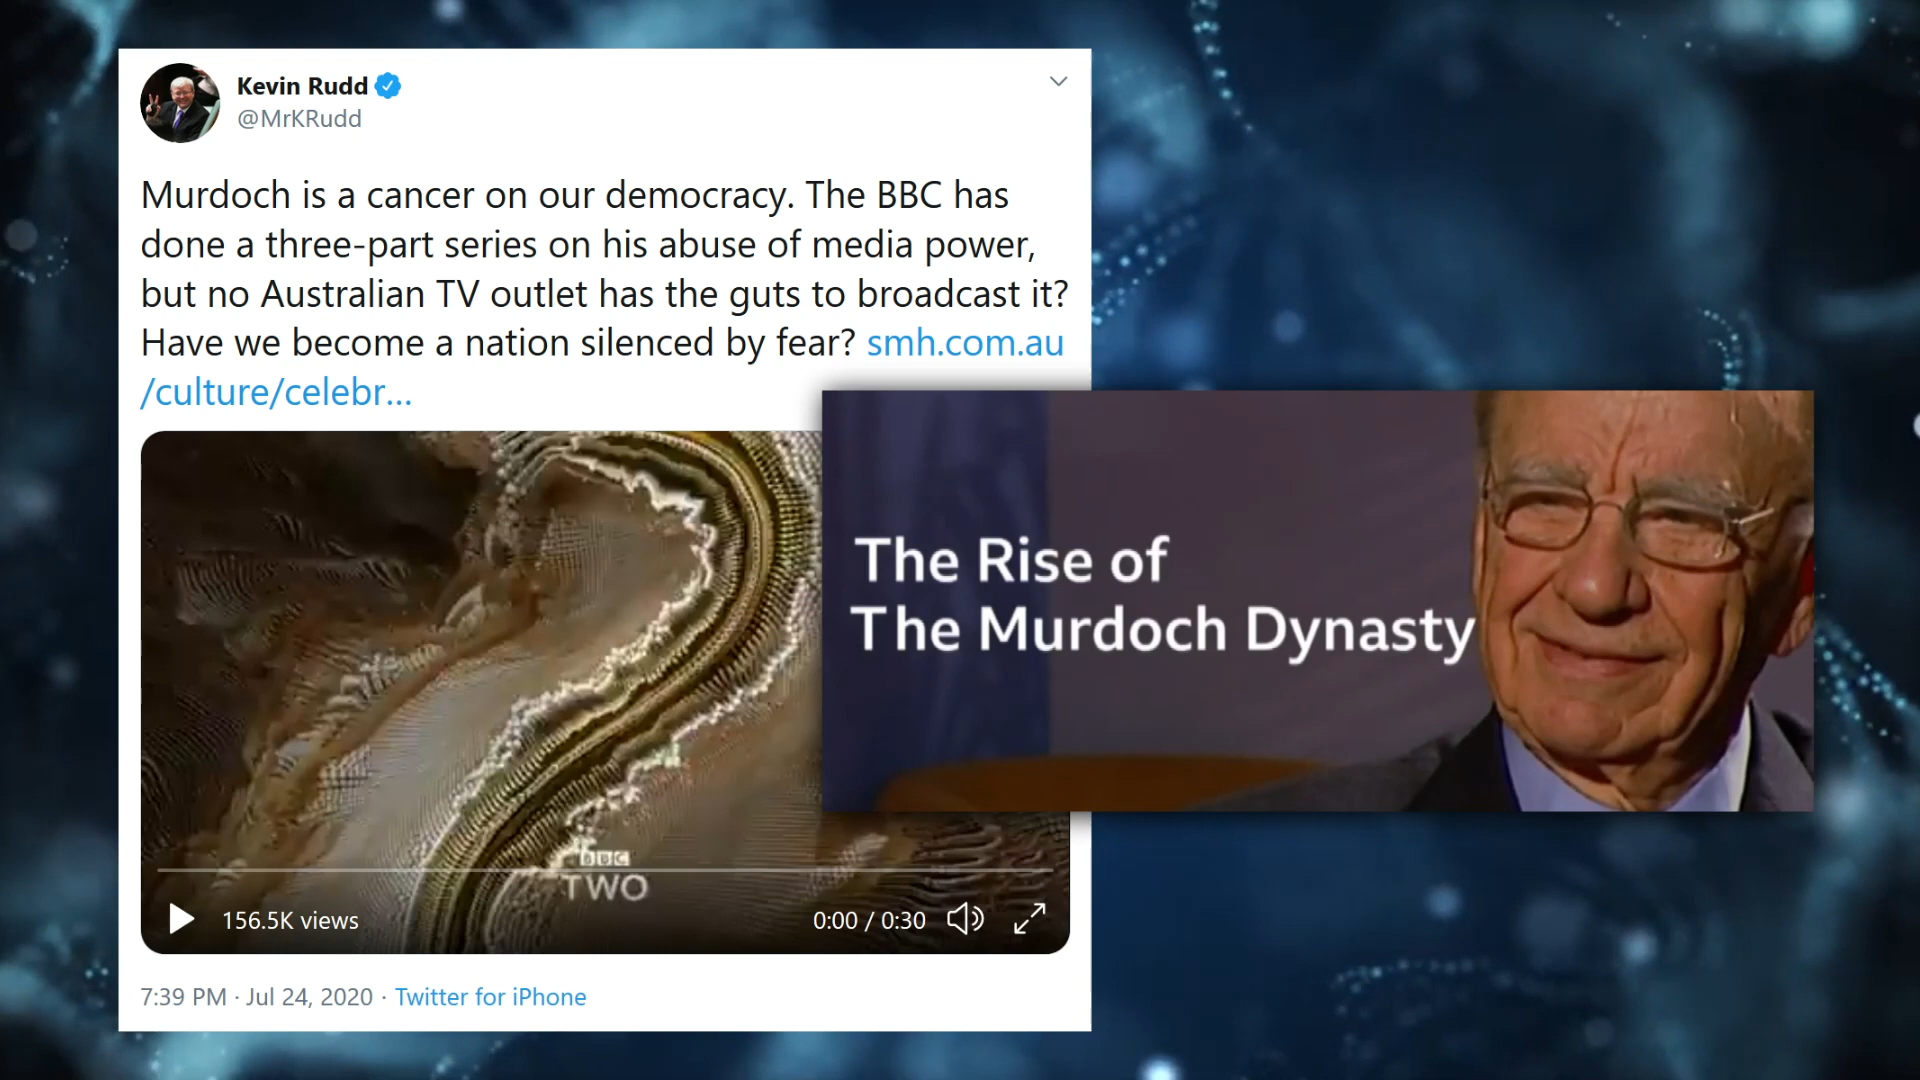 Kevin Rudd
@MrKRudd
Murdoch is a cancer on our democracy. The BBC has
done a three-part series on his abuse of media power,
but no Australian TV outlet has the guts to broadcast it?
Have we become a nation silenced by fear? smh.com.au
/culture/celebr...
The Rise of
The Murdoch Dynasty
BBC
TWO
156.5K views
0:00 / 0:30
7:39 PM · Jul 24, 2020 · Twitter for iPhone